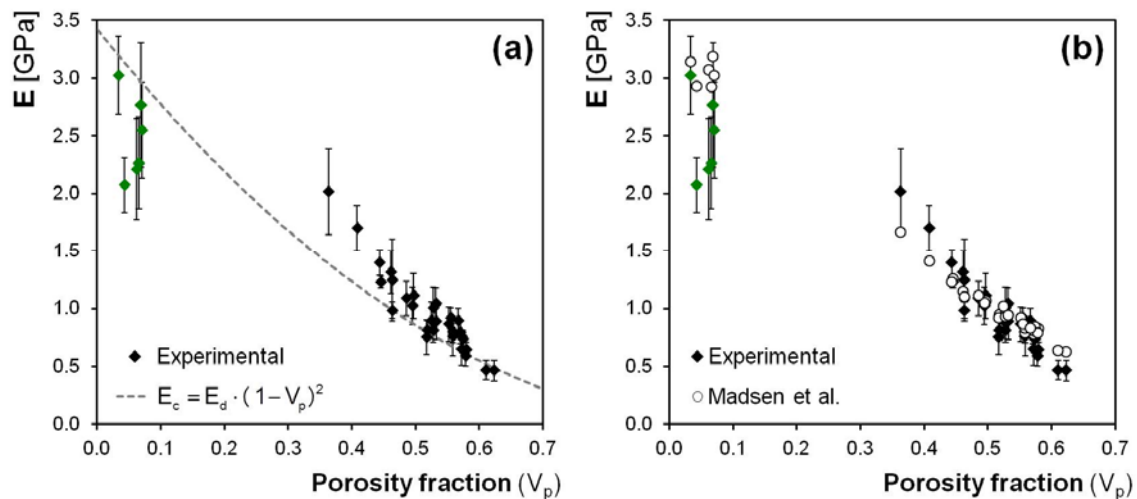 (a)
E [GPa]
3.5
3.0
2.5
2.0
1.5
1.0
0.5
0.0
Experimental
E_c = E_d · (1 – V_p)²
0.0 0.1 0.2 0.3 0.4 0.5 0.6 0.7
Porosity fraction (V_p)
(b)
E [GPa]
3.5
3.0
2.5
2.0
1.5
1.0
0.5
0.0
Experimental
Madsen et al.
0.0 0.1 0.2 0.3 0.4 0.5 0.6 0.7
Porosity fraction (V_p)